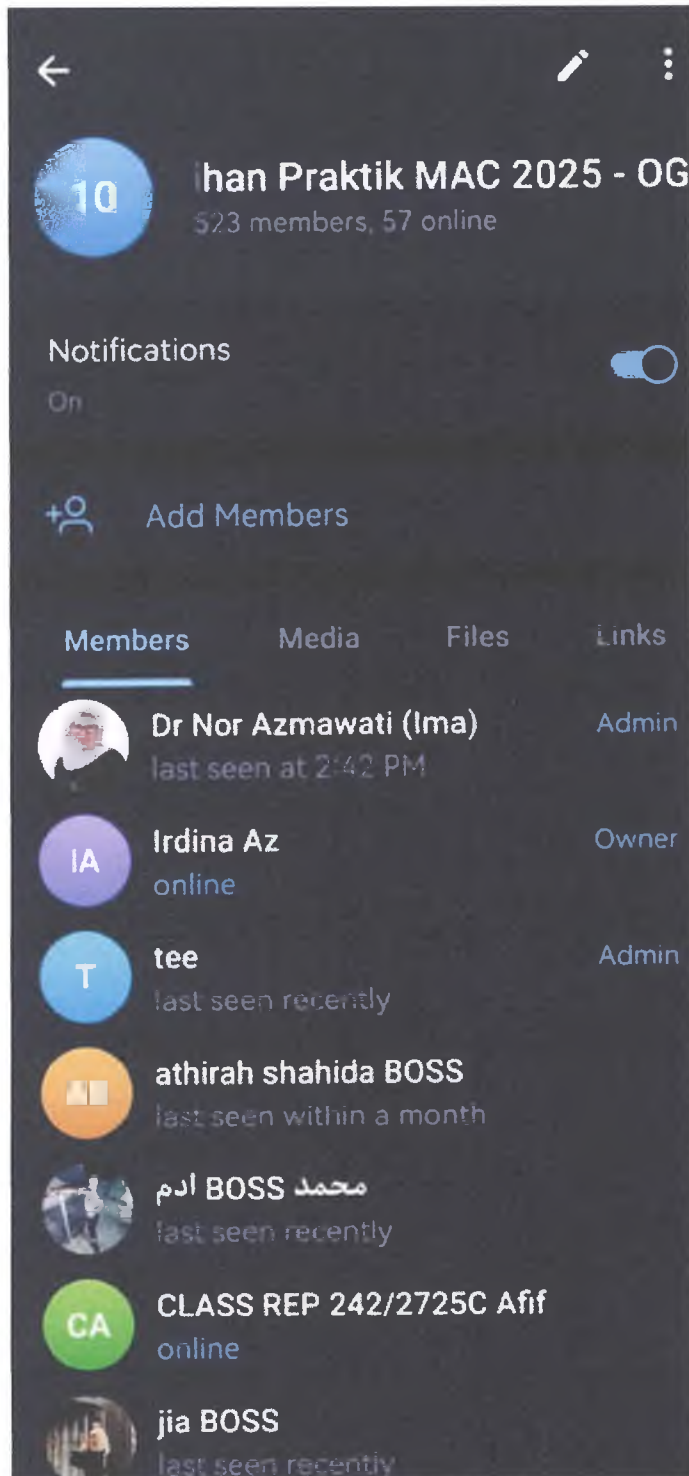 10
han Praktik MAC 2025 - OG
523 members, 57 online
Notifications
On
Add Members
Members Media Files Links
Dr Nor Azmawati (Ima) Admin
last seen at 2:42 PM
IA
Irdina Az Owner
online
T
tee Admin
last seen recently
athirah shahida BOSS
last seen within a month
محمد BOSS ادم
last seen recently
CA
CLASS REP 242/2725C Afif
online
jia BOSS
last seen recently